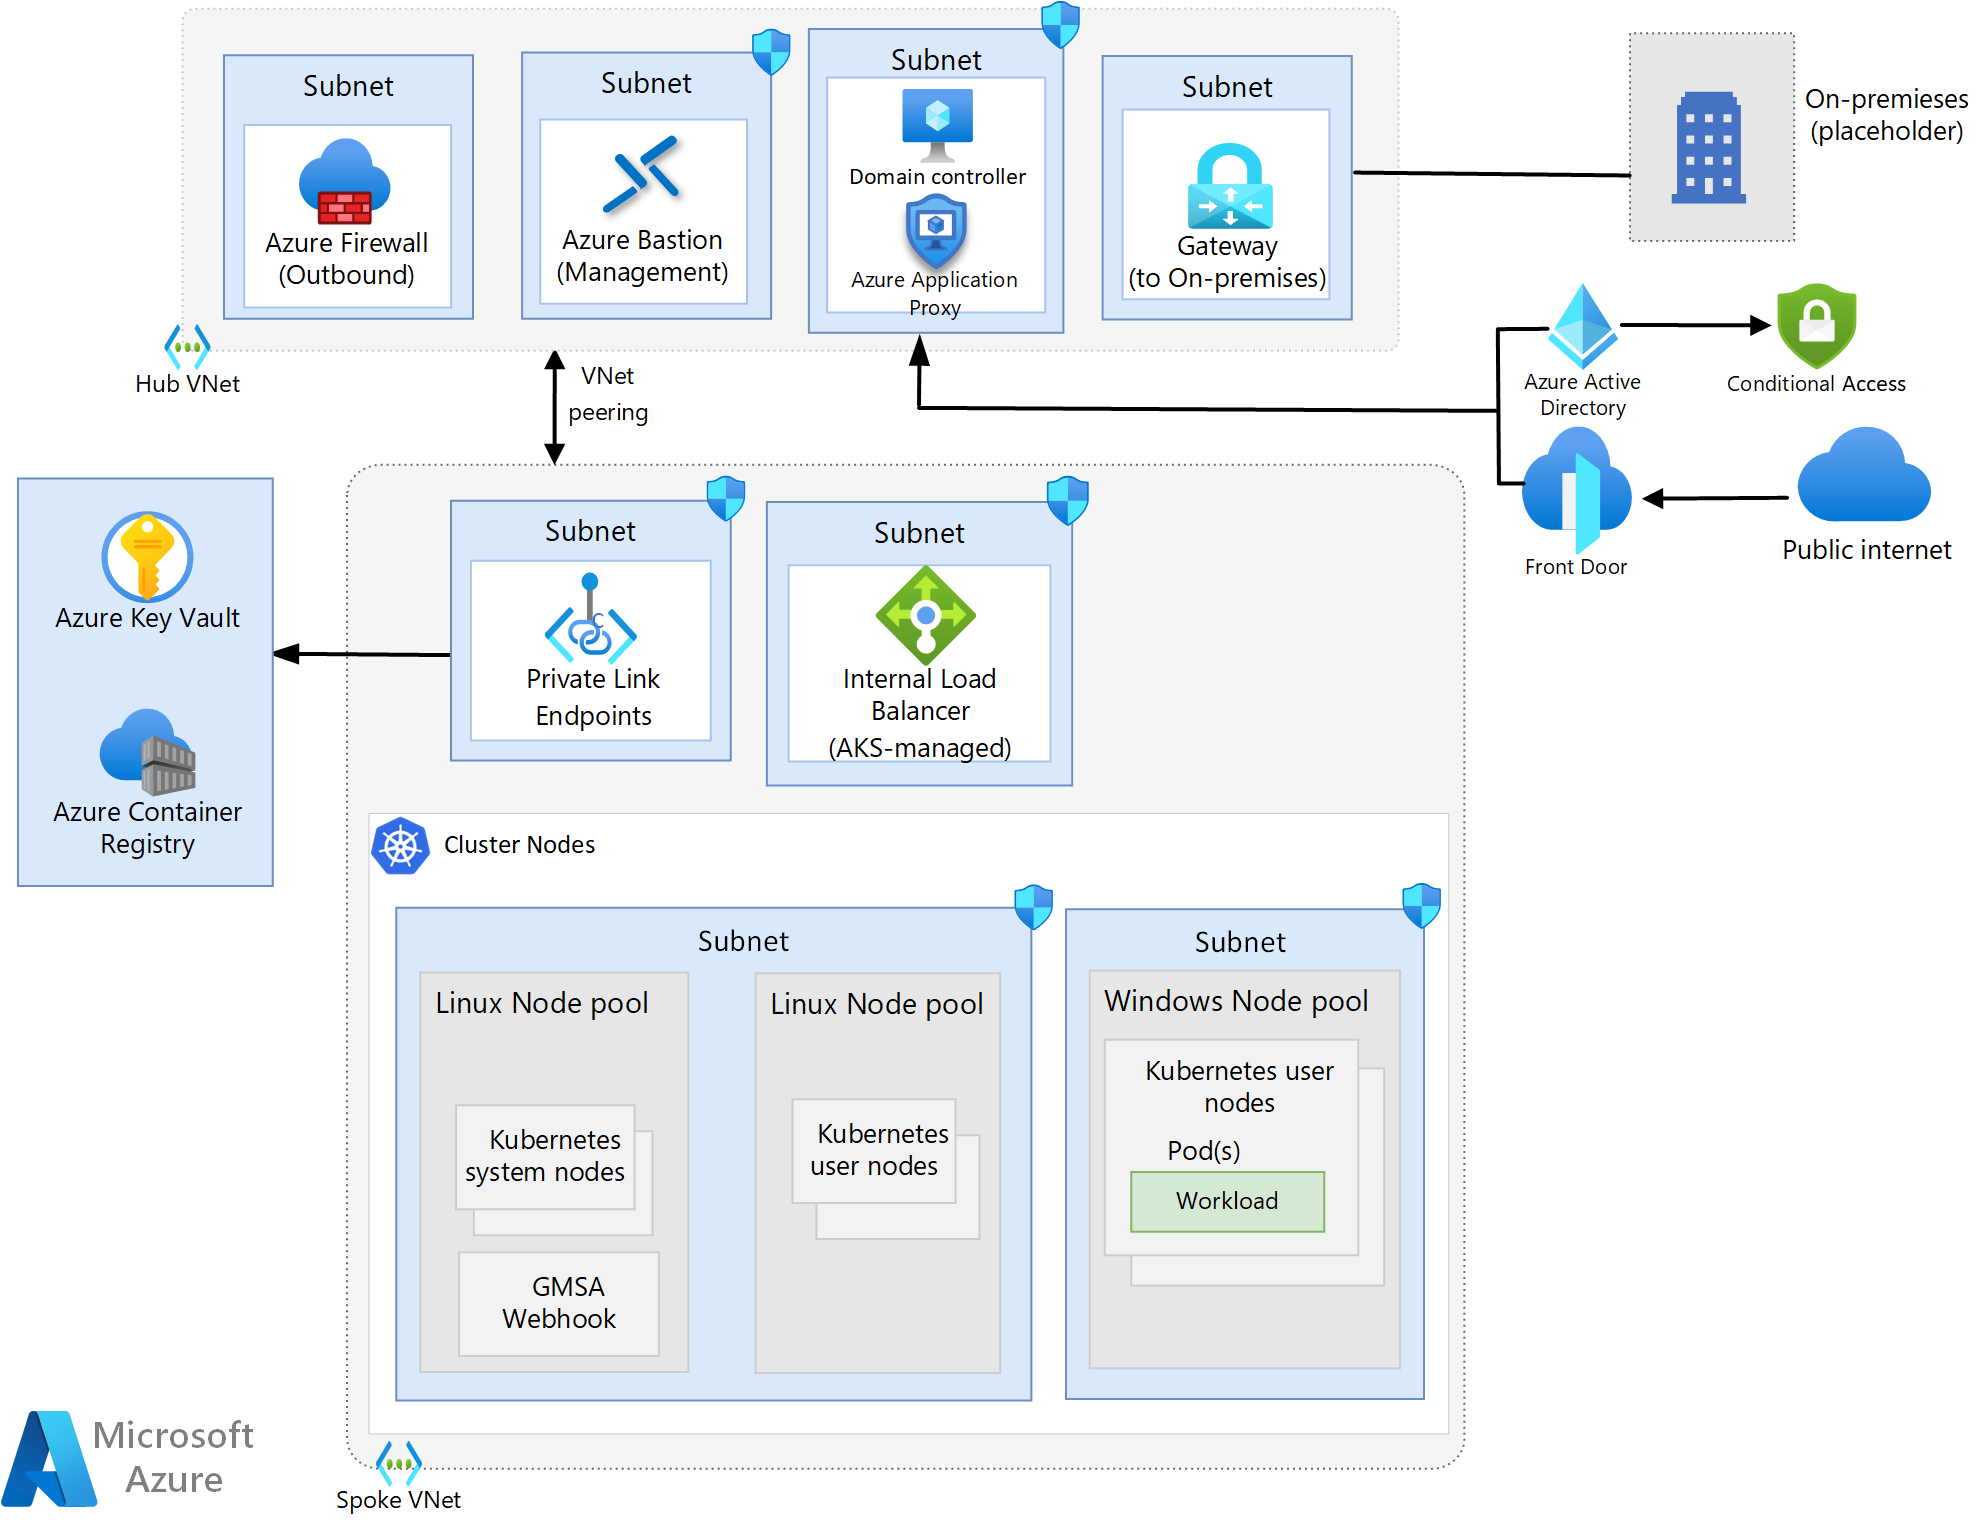 Subnet
Azure Firewall
(Outbound)
Subnet
Azure Bastion
(Management)
Subnet
Domain controller
Azure Application
Proxy
Subnet
Gateway
(to On-premises)
On-premieses
(placeholder)
Hub VNet
VNet
peering
Azure Active
Directory
Conditional Access
Front Door
Public internet
Azure Key Vault
Azure Container
Registry
Subnet
Private Link
Endpoints
Subnet
Internal Load
Balancer
(AKS-managed)
Cluster Nodes
Subnet
Linux Node pool
Kubernetes
system nodes
GMSA
Webhook
Linux Node pool
Kubernetes
user nodes
Subnet
Windows Node pool
Kubernetes user
nodes
Pod(s)
Workload
Microsoft
Azure
Spoke VNet